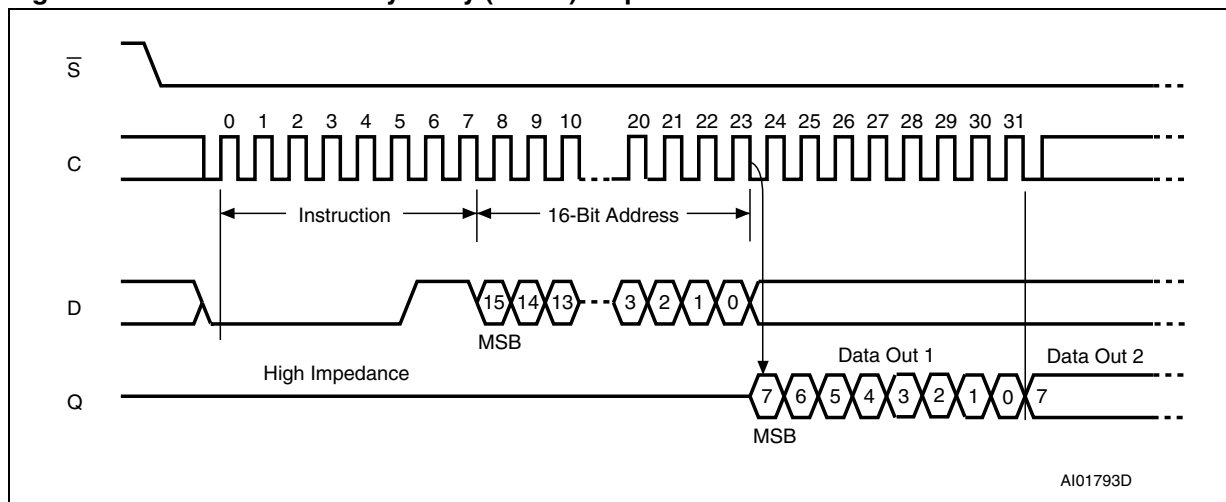 S
0 1 2 3 4 5 6 7 8 9 10 20 21 22 23 24 25 26 27 28 29 30 31
C
Instruction 16-Bit Address
D 15 14 13 3 2 1 0
MSB
Data Out 1 Data Out 2
High Impedance
Q 7 6 5 4 3 2 1 0 7
MSB
AI01793D